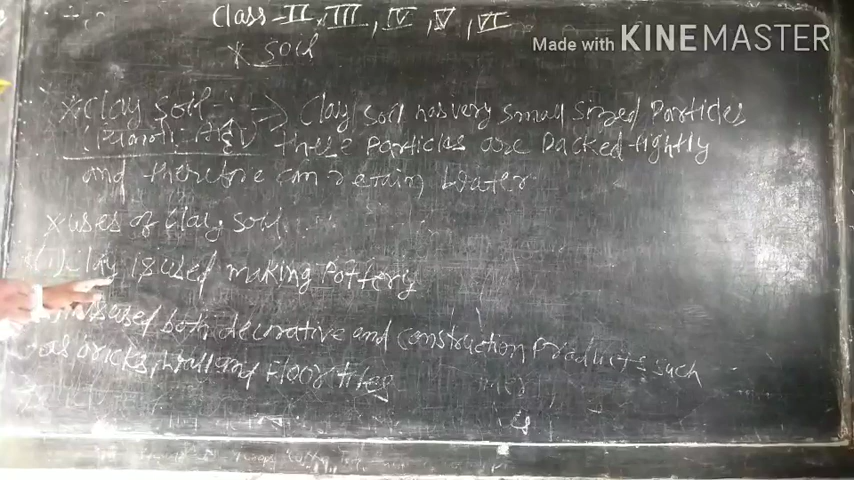 Class-II, III, IV, V, VI
* Soil
Made with KINEMASTER
*Clay Soil -: -> Clay Soil has very small sized Particles
these Particles are Packed tightly
and therefore can retain water
*uses of Clay Soil
(i) Clay is used making Pottery
used both decorative and construction Products such
as bricks, wall and Floor tiles